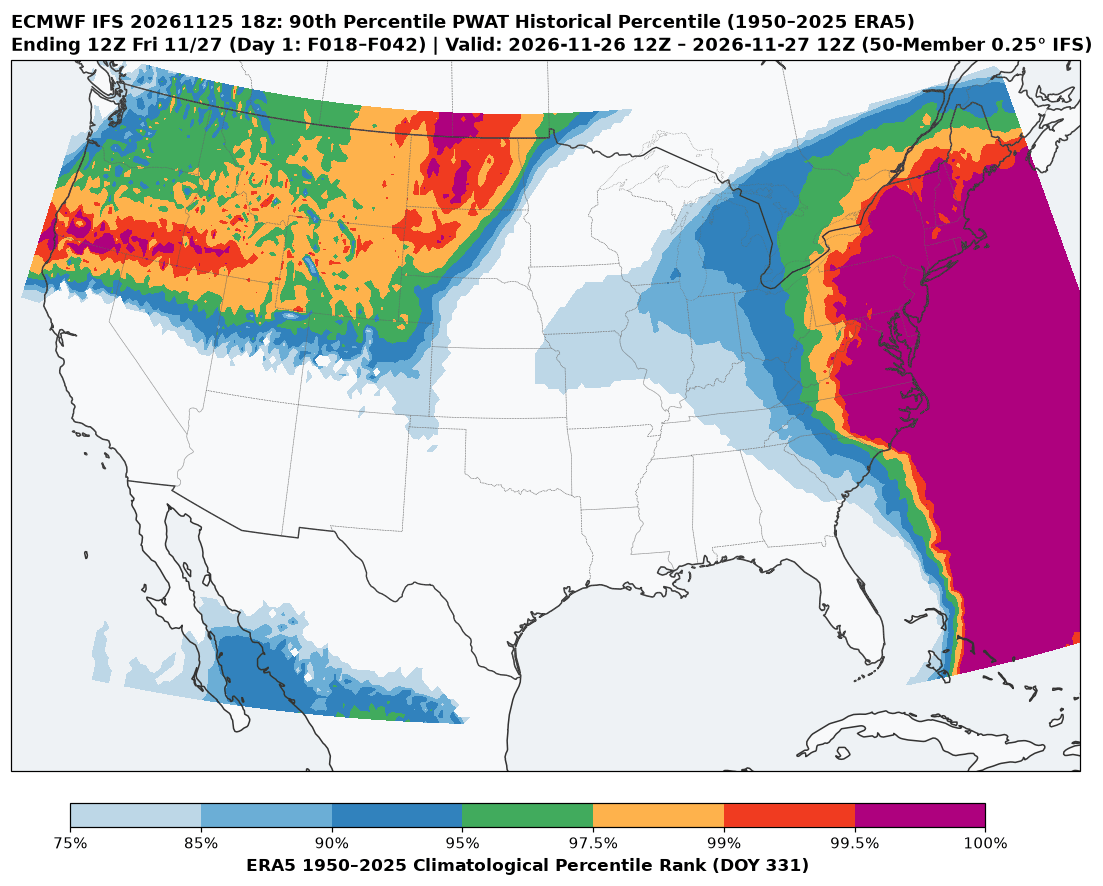 ECMWF IFS 20261125 18z: 90th Percentile PWAT Historical Percentile (1950–2025 ERA5)
Ending 12Z Fri 11/27 (Day 1: F018–F042) | Valid: 2026-11-26 12Z – 2026-11-27 12Z (50-Member 0.25° IFS)
75% 85% 90% 95% 97.5% 99% 99.5% 100%
ERA5 1950–2025 Climatological Percentile Rank (DOY 331)